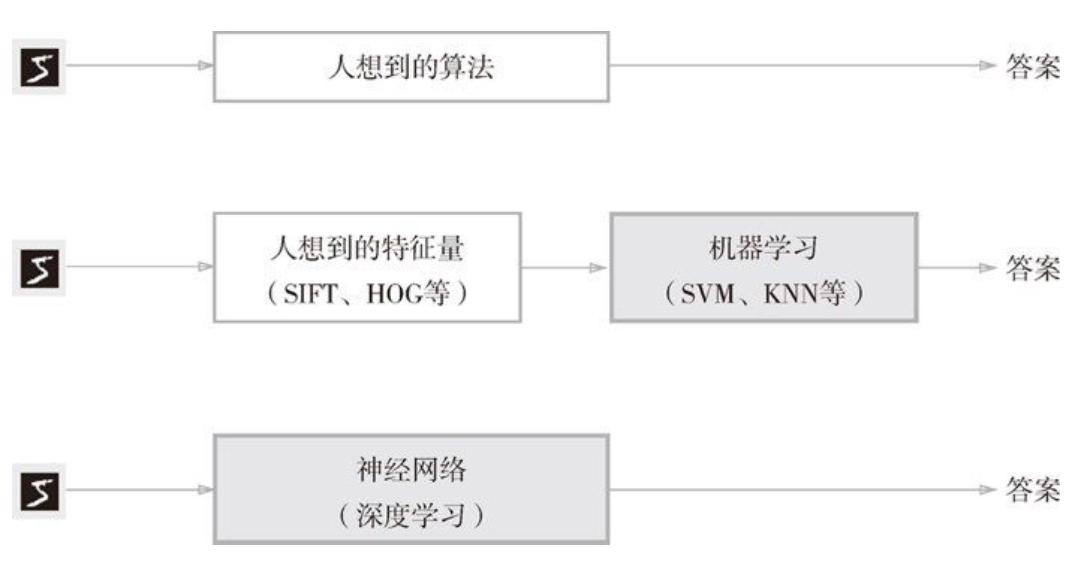 5
人想到的算法
答案
5
人想到的特征量
（SIFT、HOG等）
机器学习
（SVM、KNN等）
答案
5
神经网络
（深度学习）
答案